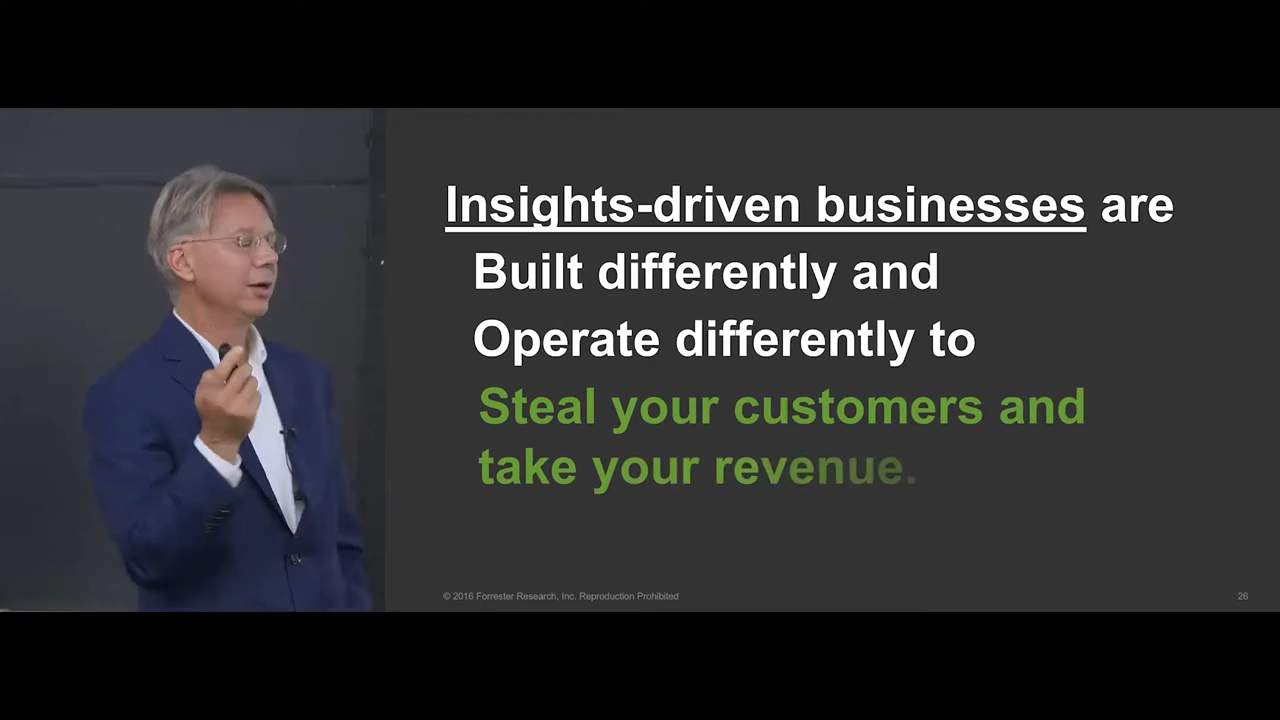 Insights-driven businesses are
Built differently and
Operate differently to
Steal your customers and
take your revenue.
© 2016 Forrester Research, Inc. Reproduction Prohibited
26